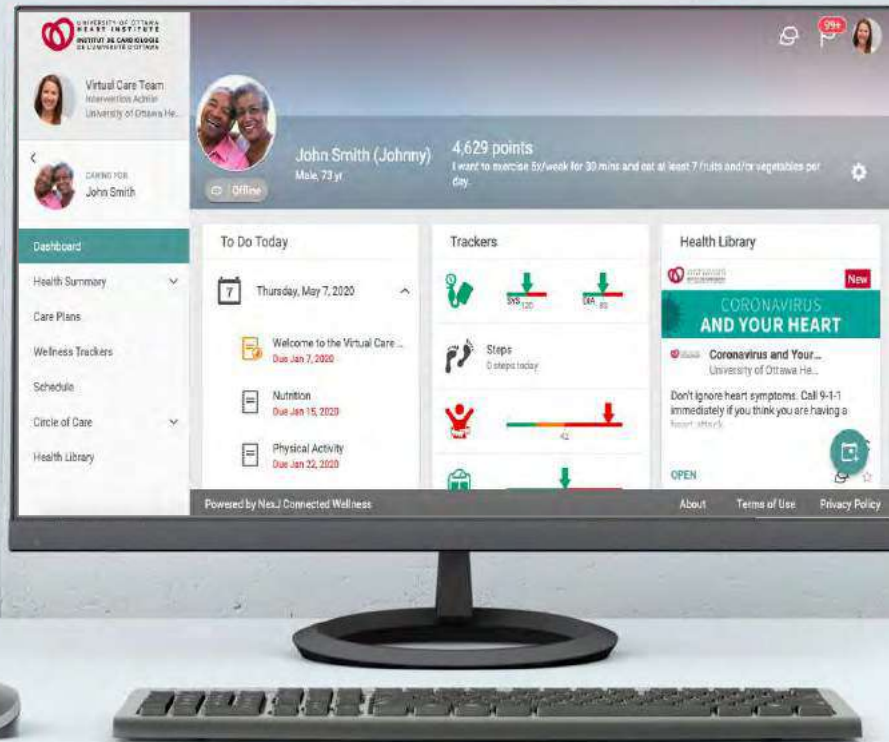 UNIVERSITY OF OTTAWA
HEART INSTITUTE
INSTITUT DE CARDIOLOGIE
DE L'UNIVERSITÉ D'OTTAWA
99+
Virtual Care Team
Intervention Admin
University of Ottawa He...
CARING FOR
John Smith
John Smith (Johnny)
Male, 73 yr
Offline
4,629 points
I want to exercise 5x/week for 30 mins and eat at least 7 fruits and/or vegetables per
day.
Dashboard
Health Summary
Care Plans
Wellness Trackers
Schedule
Circle of Care
Health Library
To Do Today
7
Thursday, May 7, 2020
Welcome to the Virtual Care ...
Due Jan 7, 2020
Nutrition
Due Jan 15, 2020
Physical Activity
Due Jan 22, 2020
Trackers
SYS 120
DIA 80
Steps
0 steps today
42
Health Library
New
CORONAVIRUS
AND YOUR HEART
Coronavirus and Your...
University of Ottawa He...
Don't ignore heart symptoms. Call 9-1-1
immediately if you think you are having a
heart attack
OPEN
Powered by NexJ Connected Wellness
About
Terms of Use
Privacy Policy